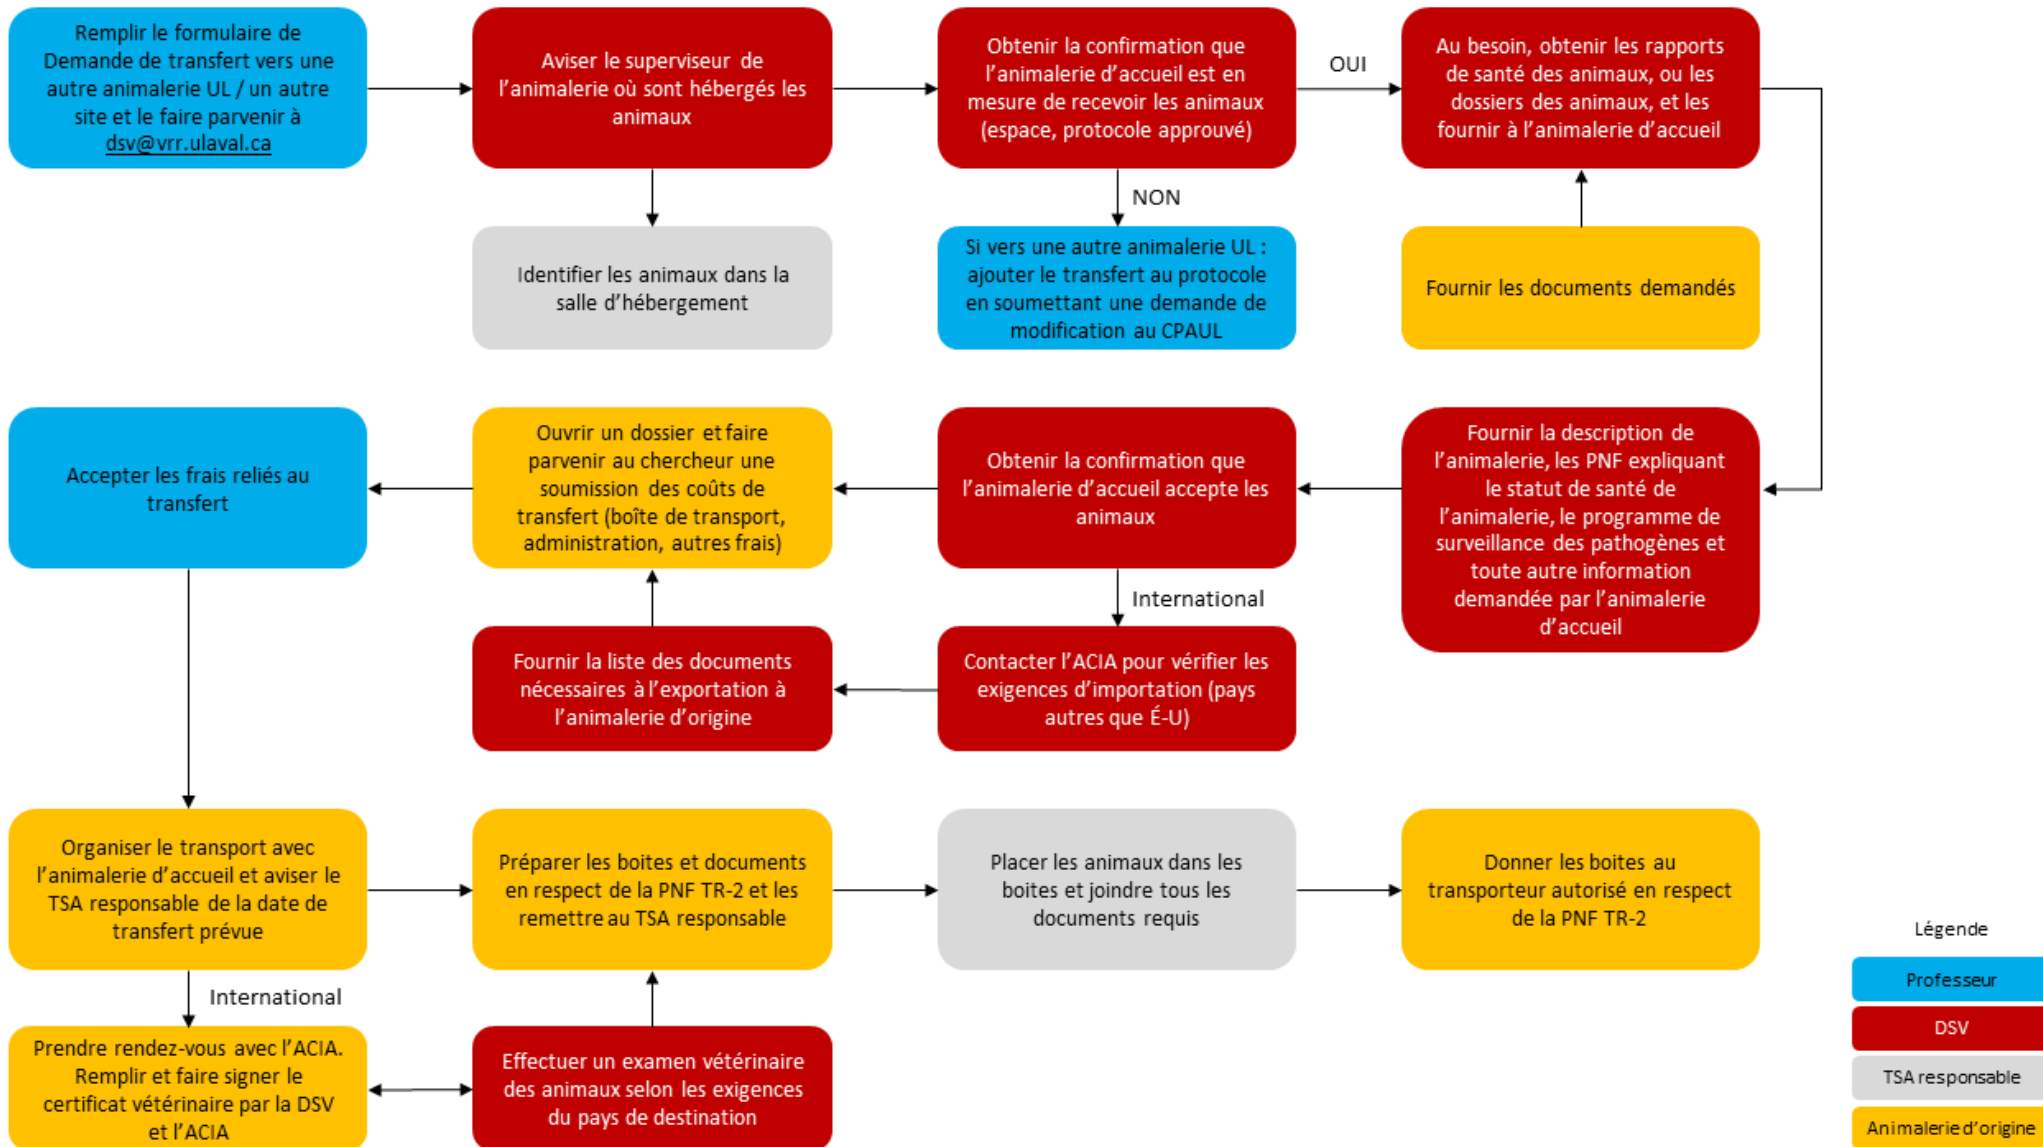 Remplir le formulaire de
Demande de transfert vers une
autre animalerie UL / un autre
site et le faire parvenir à
dsv@vrr.ulaval.ca
Aviser le superviseur de
l’animalerie où sont hébergés les
animaux
Obtenir la confirmation que
l’animalerie d’accueil est en
mesure de recevoir les animaux
(espace, protocole approuvé)
OUI
Au besoin, obtenir les rapports
de santé des animaux, ou les
dossiers des animaux, et les
fournir à l’animalerie d’accueil
NON
Identifier les animaux dans la
salle d’hébergement
Si vers une autre animalerie UL :
ajouter le transfert au protocole
en soumettant une demande de
modification au CPAUL
Fournir les documents demandés
Accepter les frais reliés au
transfert
Ouvrir un dossier et faire
parvenir au chercheur une
soumission des coûts de
transfert (boîte de transport,
administration, autres frais)
Obtenir la confirmation que
l’animalerie d’accueil accepte les
animaux
Fournir la description de
l’animalerie, les PNF expliquant
le statut de santé de
l’animalerie, le programme de
surveillance des pathogènes et
toute autre information
demandée par l’animalerie
d’accueil
International
Fournir la liste des documents
nécessaires à l’exportation à
l’animalerie d’origine
Contacter l’ACIA pour vérifier les
exigences d’importation (pays
autres que É-U)
Organiser le transport avec
l’animalerie d’accueil et aviser le
TSA responsable de la date de
transfert prévue
Préparer les boites et documents
en respect de la PNF TR-2 et les
remettre au TSA responsable
Placer les animaux dans les
boites et joindre tous les
documents requis
Donner les boites au
transporteur autorisé en respect
de la PNF TR-2
International
Prendre rendez-vous avec l’ACIA.
Remplir et faire signer le
certificat vétérinaire par la DSV
et l’ACIA
Effectuer un examen vétérinaire
des animaux selon les exigences
du pays de destination
Légende
Professeur
DSV
TSA responsable
Animalerie d’origine